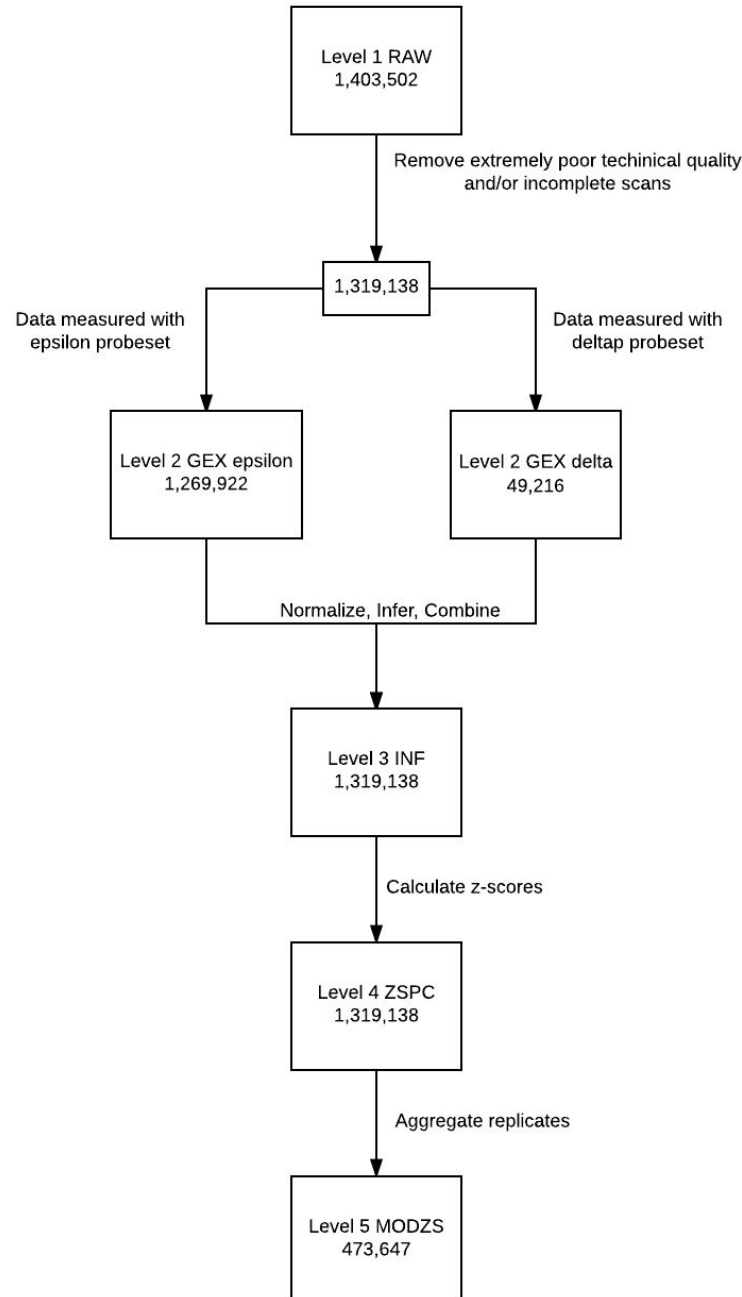 Level 1 RAW
1,403,502
Remove extremely poor techinical quality
and/or incomplete scans
1,319,138
Data measured with
epsilon probeset
Data measured with
deltap probeset
Level 2 GEX epsilon
1,269,922
Level 2 GEX delta
49,216
Normalize, Infer, Combine
Level 3 INF
1,319,138
Calculate z-scores
Level 4 ZSPC
1,319,138
Aggregate replicates
Level 5 MODZS
473,647